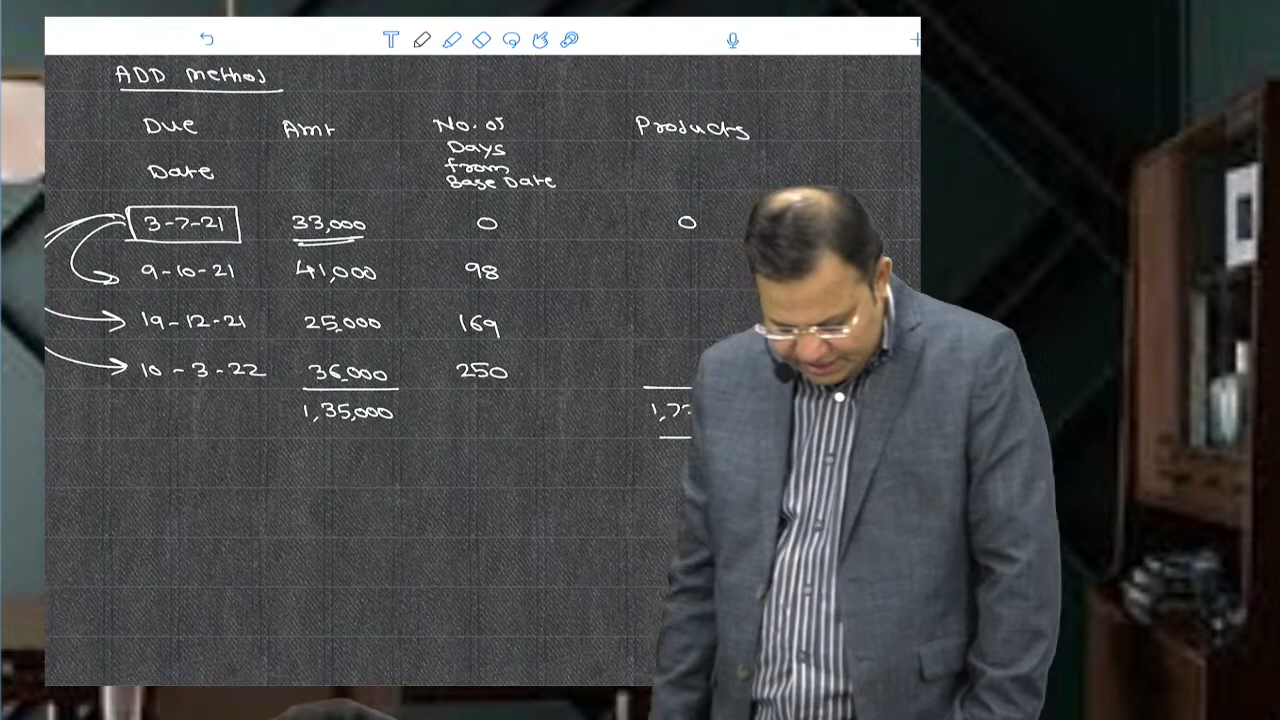 ADD method
Due Amt No. of Products
Date Days
from
Base Date
3-7-21 33,000 0 0
9-10-21 41,000 98
19-12-21 25,000 169
10-3-22 36,000 250
1,35,000